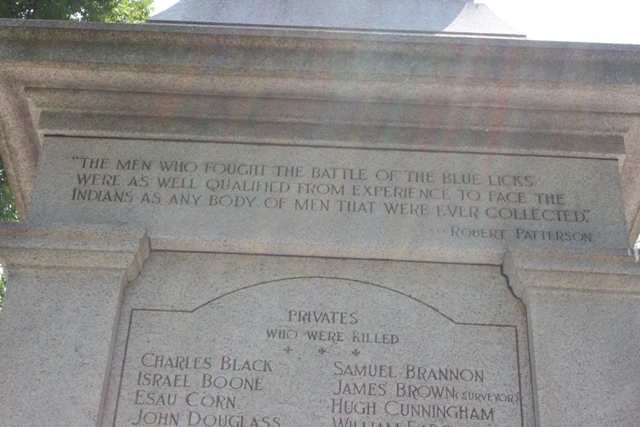 "THE MEN WHO FOUGHT THE BATTLE OF THE BLUE LICKS
WERE AS WELL QUALIFIED FROM EXPERIENCE TO FACE THE
INDIANS AS ANY BODY OF MEN THAT WERE EVER COLLECTED".
ROBERT PATTERSON
PRIVATES
WHO WERE KILLED
CHARLES BLACK
ISRAEL BOONE
ESAU CORN
JOHN DOUGLASS
SAMUEL BRANNON
JAMES BROWN (SURVEYOR)
HUGH CUNNINGHAM
WILLIAM